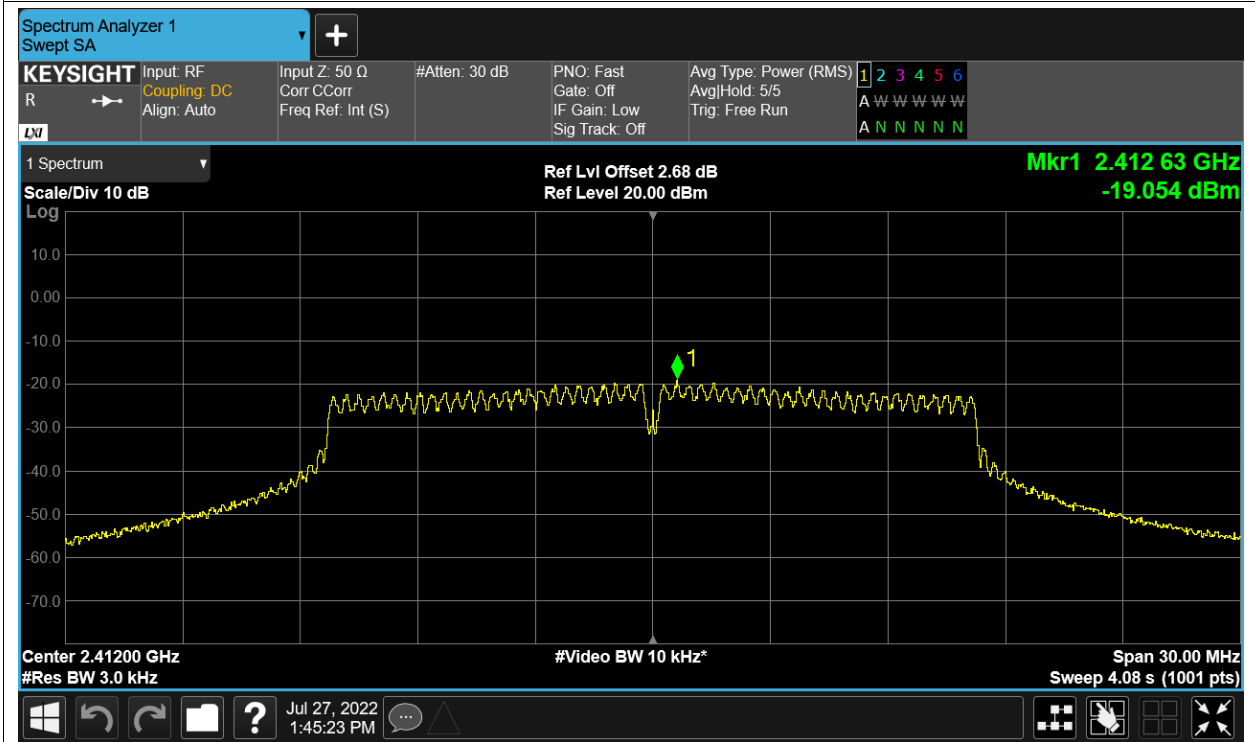 Spectrum Analyzer 1
Swept SA
+
KEYSIGHT
R
LXI
Input: RF
Coupling: DC
Align: Auto
Input Z: 50 Ω
Corr CCorr
Freq Ref: Int (S)
#Atten: 30 dB
PNO: Fast
Gate: Off
IF Gain: Low
Sig Track: Off
Avg Type: Power (RMS)
Avg|Hold: 5/5
Trig: Free Run
1 2 3 4 5 6
A W W W W W
A N N N N N
1 Spectrum
Scale/Div 10 dB
Log
Ref Lvl Offset 2.68 dB
Ref Level 20.00 dBm
Mkr1 2.412 63 GHz
-19.054 dBm
10.0
0.00
-10.0
-20.0
-30.0
-40.0
-50.0
-60.0
-70.0
1
Center 2.41200 GHz
#Res BW 3.0 kHz
#Video BW 10 kHz*
Span 30.00 MHz
Sweep 4.08 s (1001 pts)
?
Jul 27, 2022
1:45:23 PM